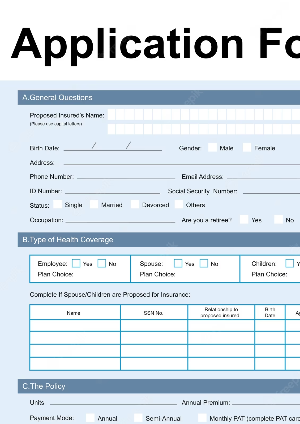 Application Fo
A.General Questions
Proposed Insured's Name:
(Please use capital letters)
Birth Date: / / Gender: Male Female
Address:
Phone Number: Email Address:
ID Number Social Security Number:
Status: Single Married Devorced Others
Occupation: Are you a retiree? Yes No
B.Type of Health Coverage
Employee: Yes No Spouse: Yes No Children: Y
Plan Choice: Plan Choice: Plan Choice:
Complete If Spouse/Children are Proposed for Insurance:
Name SSN No. Relationship to proposed insured Birth Date A
C.The Policy
Units Annual Premium:
Payment Mode: Annual Semi-Annual Monthly PAT (complete PAT card